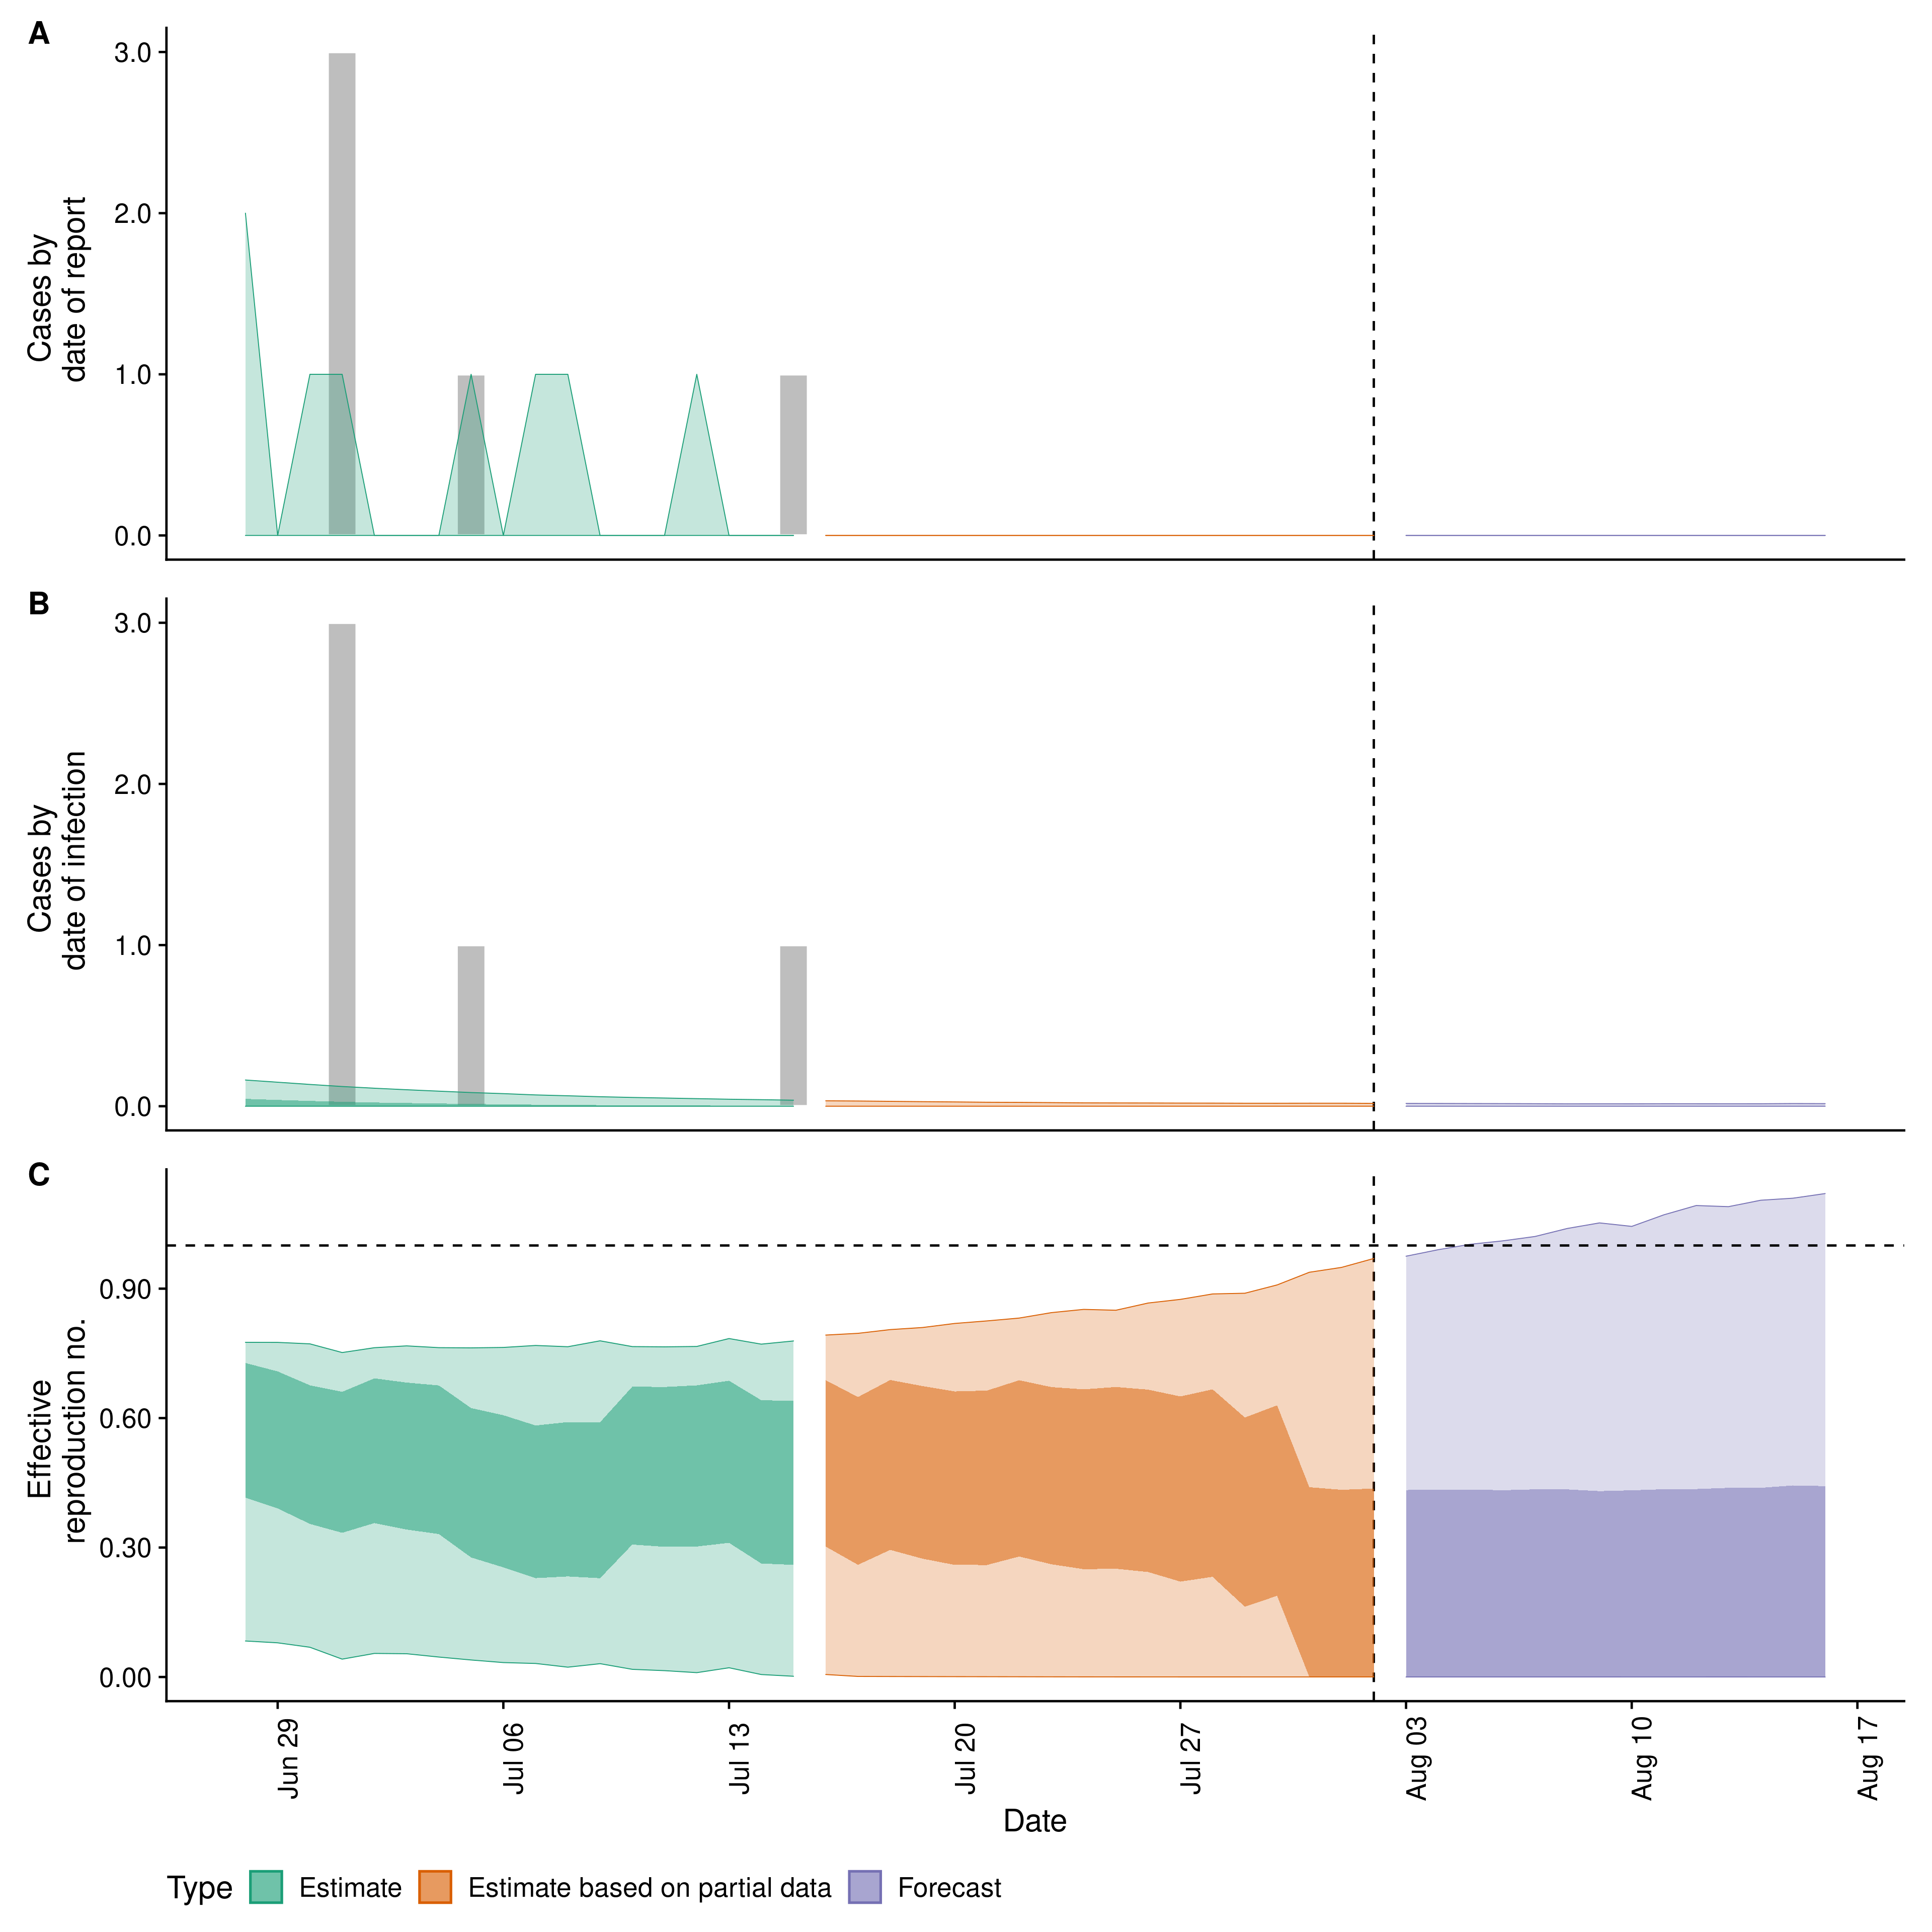 A
3.0
2.0
1.0
0.0
Cases by
date of report
B
3.0
2.0
1.0
0.0
Cases by
date of infection
C
0.90
0.60
0.30
0.00
Effective
reproduction no.
Jun 29
Jul 06
Jul 13
Jul 20
Jul 27
Aug 03
Aug 10
Aug 17
Date
Type Estimate Estimate based on partial data Forecast